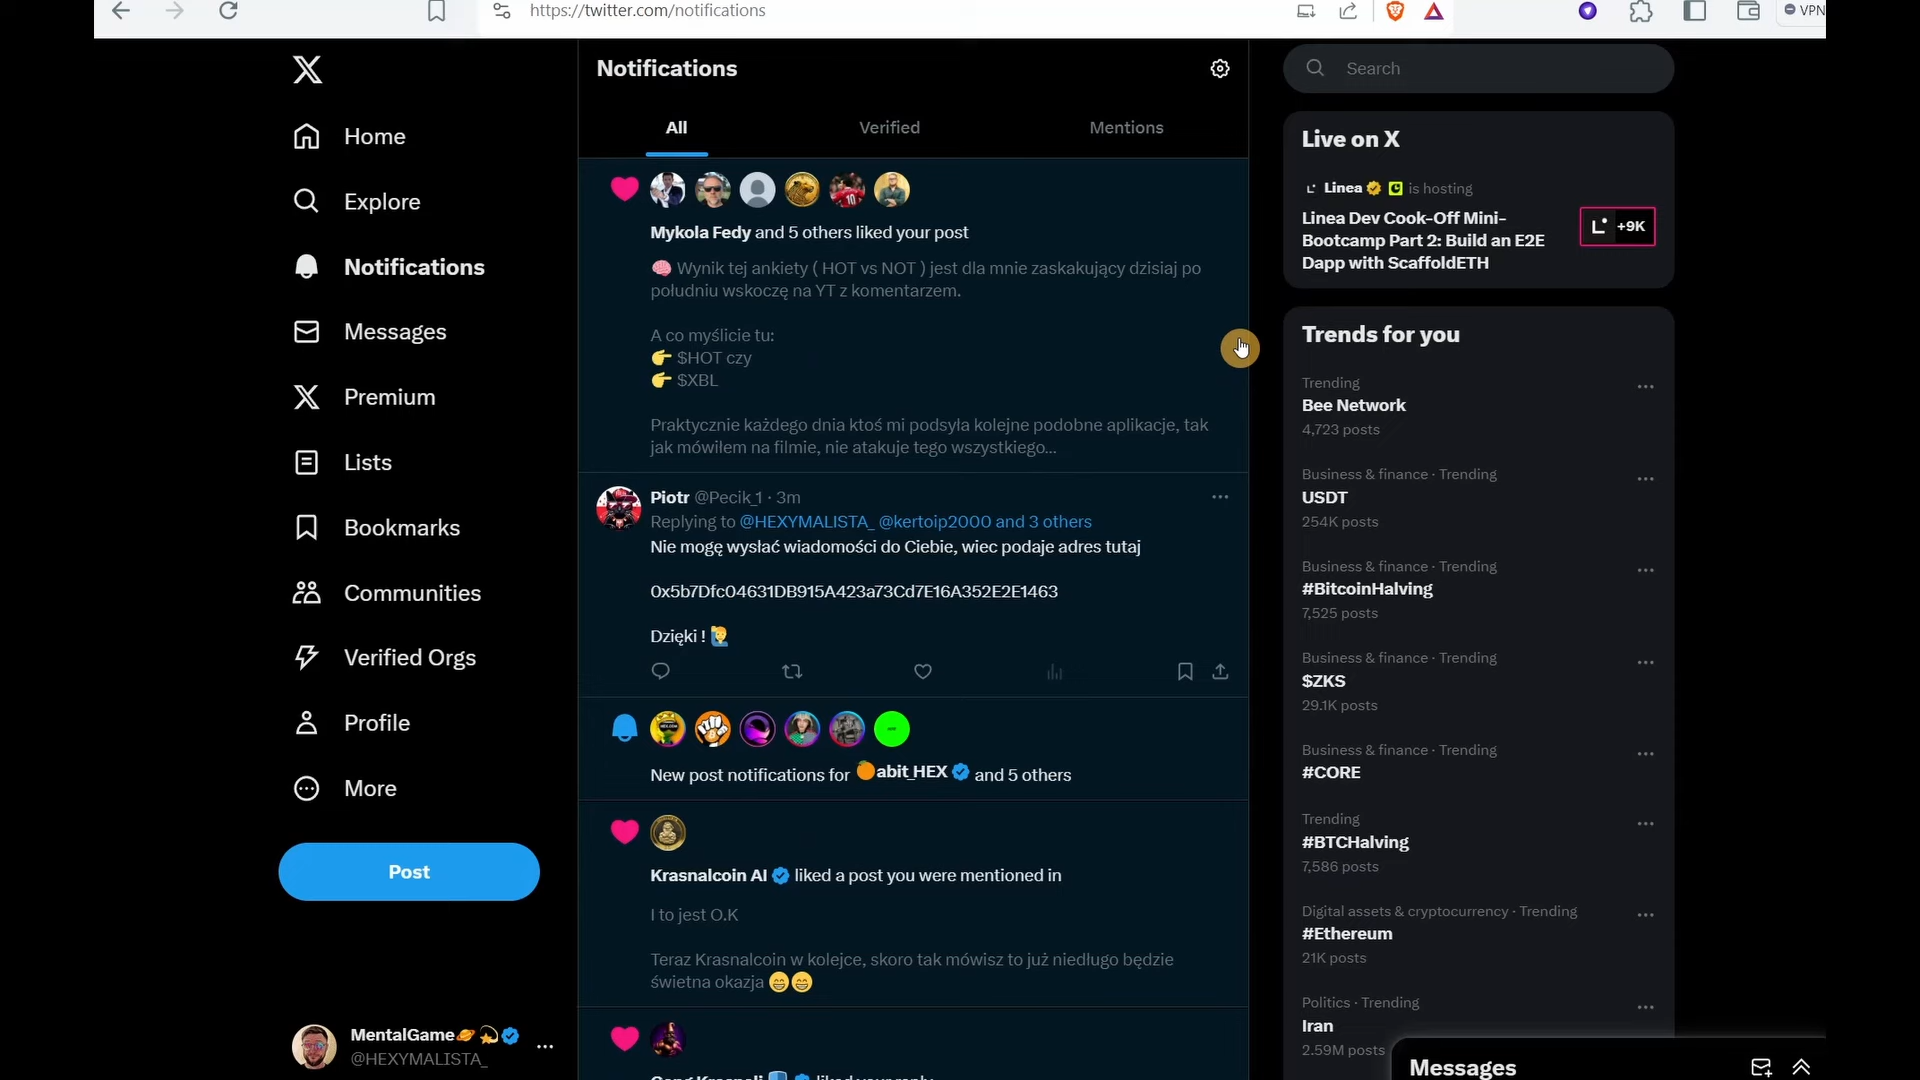 https://twitter.com/notifications
VPN
Home
Explore
Notifications
Messages
Premium
Lists
Bookmarks
Communities
Verified Orgs
Profile
More
Post
MentalGame🪐💫
@HEXYMALISTA_
Notifications
All
Verified
Mentions
10
Mykola Fedy and 5 others liked your post
🧠 Wynik tej ankiety ( HOT vs NOT ) jest dla mnie zaskakujący dzisiaj po
południu wskoczę na YT z komentarzem.
A co myślicie tu:
👉 $HOT czy
👉 $XBL
Praktycznie każdego dnia ktoś mi podsyla kolejne podobne aplikacje, tak
jak mówiłem na filmie, nie atakuje tego wszystkiego...
Piotr @Pecik_1 · 3m
Replying to @HEXYMALISTA_ @kertoip2000 and 3 others
Nie mogę wysłać wiadomości do Ciebie, wiec podaje adres tutaj
0x5b7Dfc04631DB915A423a73Cd7E16A352E2E1463
Dzięki ! 🙋‍♂️
New post notifications for 🍊abit_HEX and 5 others
Krasnalcoin AI liked a post you were mentioned in
I to jest O.K
Teraz Krasnalcoin w kolejce, skoro tak mówisz to już niedługo będzie
świetna okazja 😁😁
Gang Krasnali liked your reply
Search
Live on X
Linea is hosting
Linea Dev Cook-Off Mini-
Bootcamp Part 2: Build an E2E
Dapp with ScaffoldETH
+9K
Trends for you
Trending
Bee Network
4,723 posts
Business & finance · Trending
USDT
254K posts
Business & finance · Trending
#BitcoinHalving
7,525 posts
Business & finance · Trending
$ZKS
29.1K posts
Business & finance · Trending
#CORE
Trending
#BTCHalving
7,586 posts
Digital assets & cryptocurrency · Trending
#Ethereum
21K posts
Politics · Trending
Iran
2.59M posts
Messages